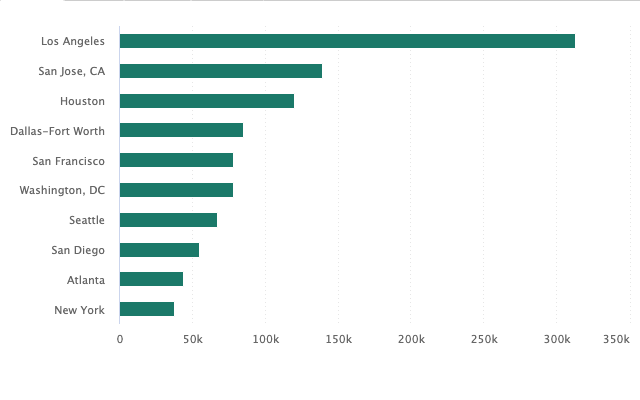 Los Angeles
San Jose, CA
Houston
Dallas-Fort Worth
San Francisco
Washington, DC
Seattle
San Diego
Atlanta
New York
0 50k 100k 150k 200k 250k 300k 350k